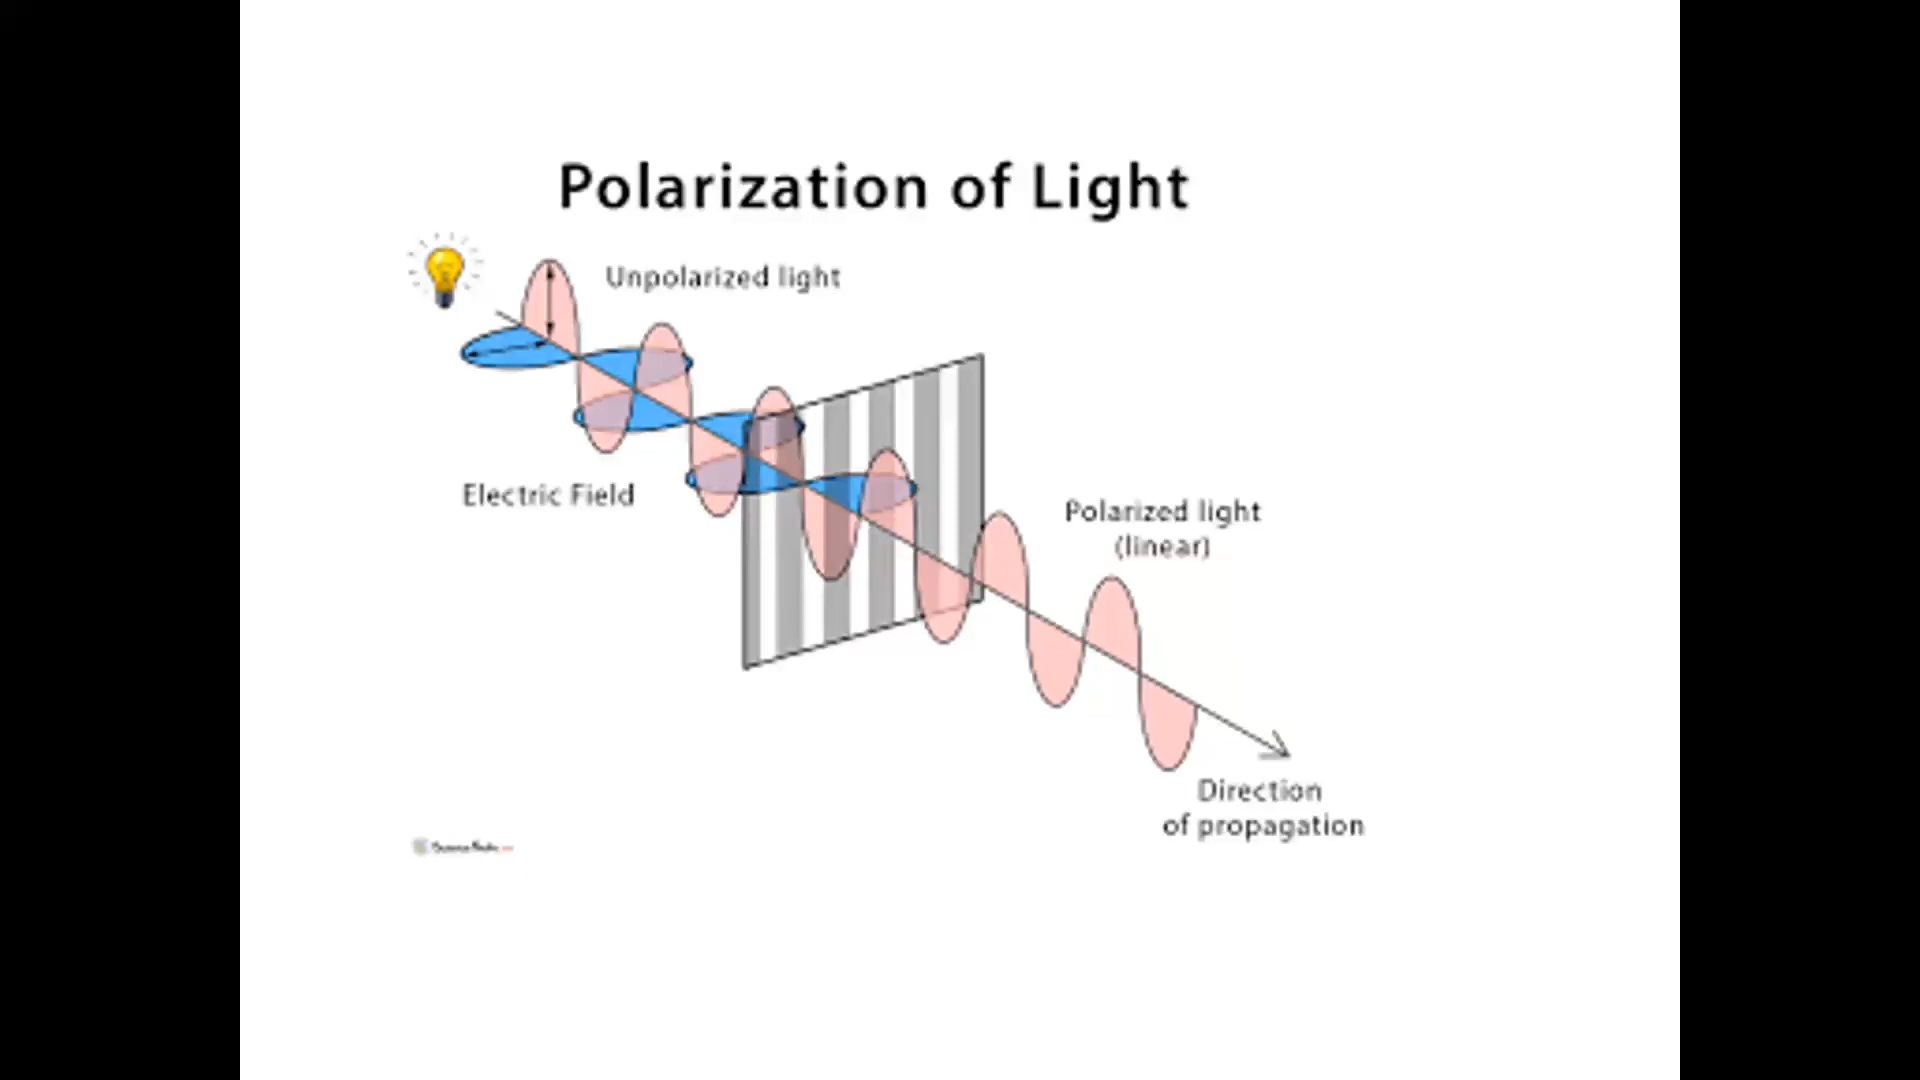 Polarization of Light
Unpolarized light
Electric Field
Polarized light
(linear)
Direction
of propagation